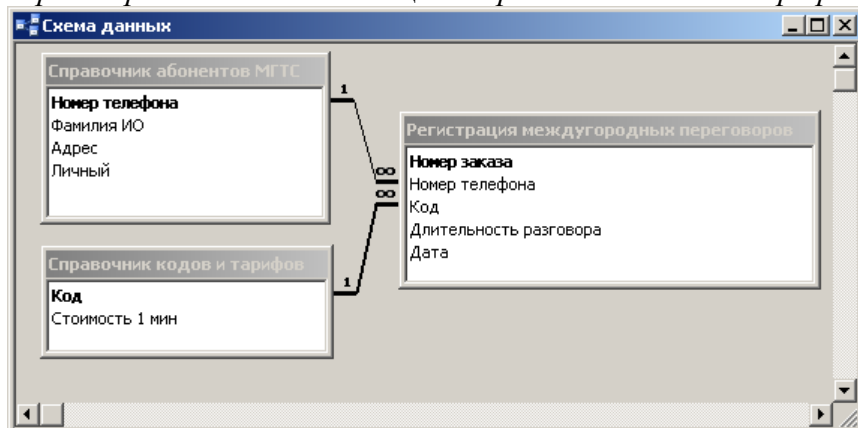 Схема данных
Справочник абонентов МГТС
Номер телефона
Фамилия ИО
Адрес
Личный
1
∞
∞
1
Регистрация междугородных переговоров
Номер заказа
Номер телефона
Код
Длительность разговора
Дата
Справочник кодов и тарифов
Код
Стоимость 1 мин